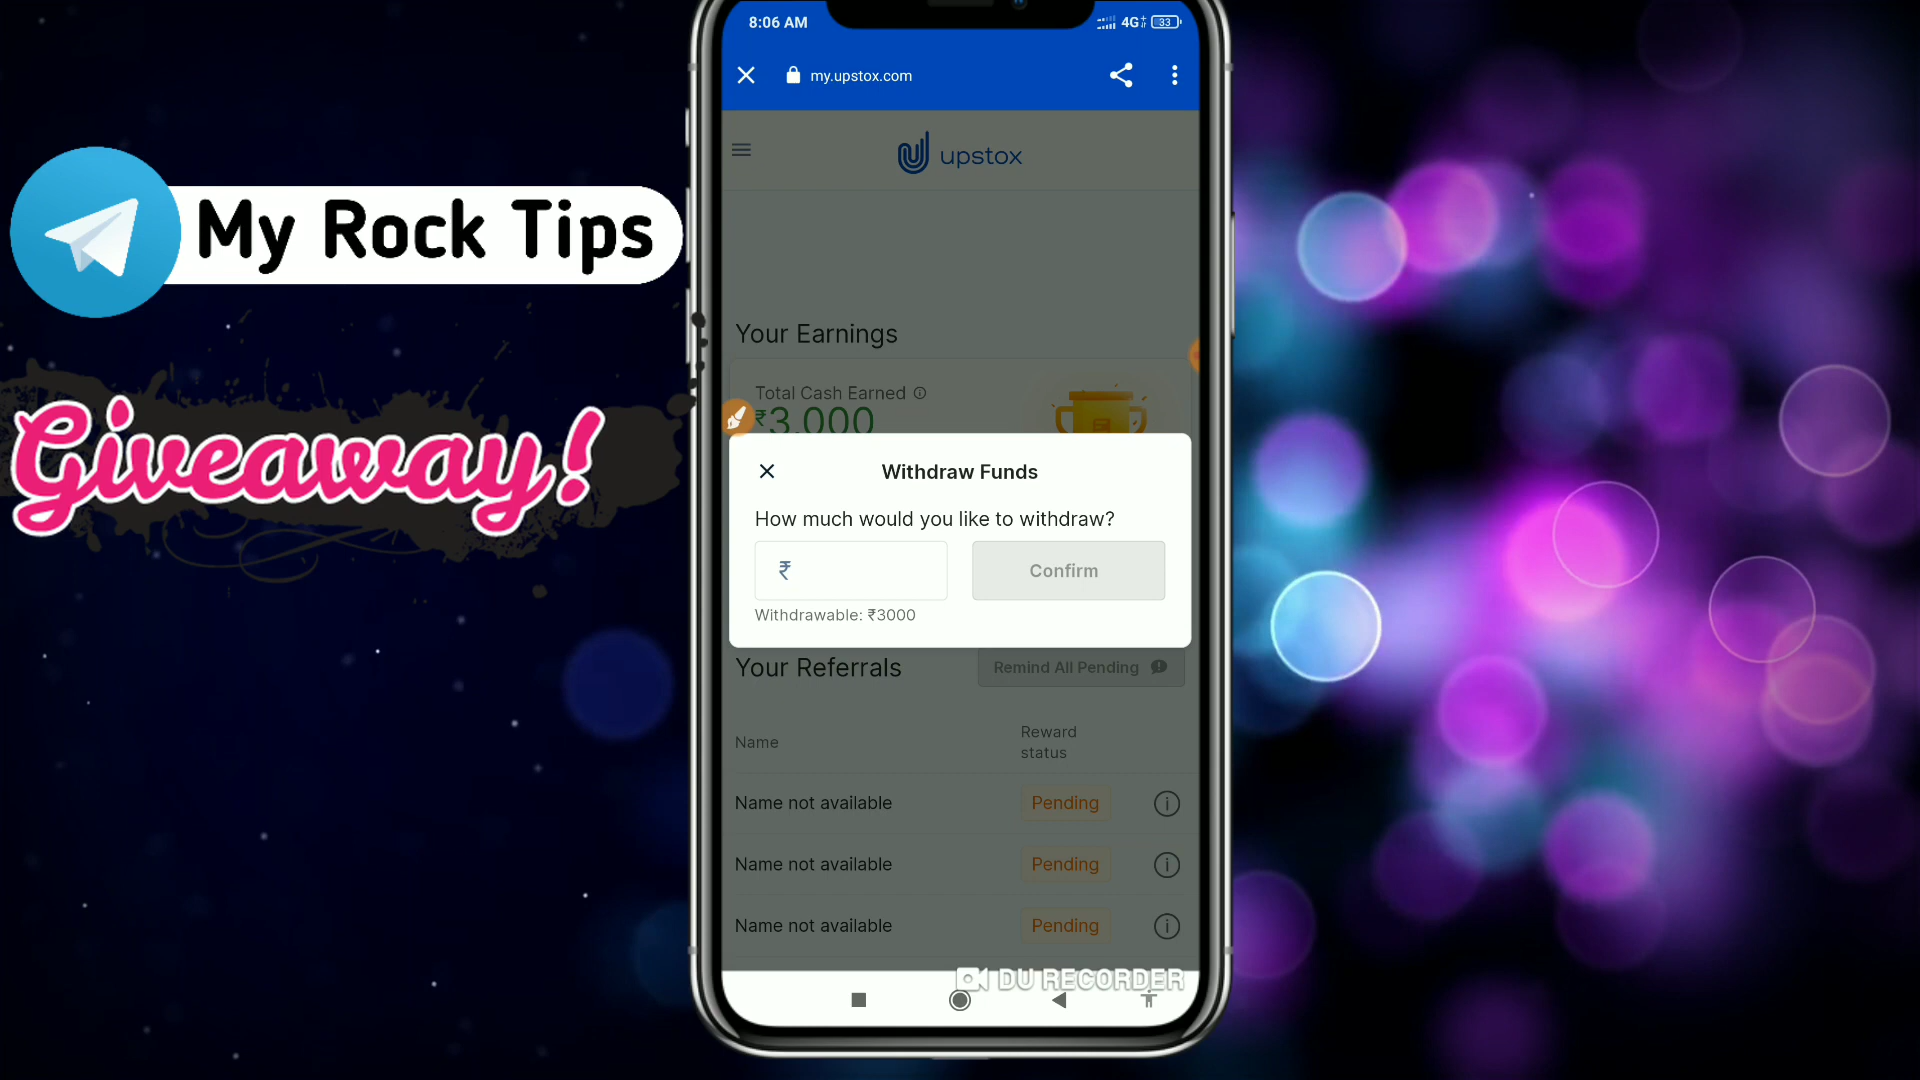 8:06 AM
4G 33
my.upstox.com
upstox
My Rock Tips
Giveaway!
Your Earnings
Total Cash Earned
₹3,000
Withdraw Funds
How much would you like to withdraw?
₹
Confirm
Withdrawable: ₹3000
Your Referrals
Remind All Pending
Name
Reward
status
Name not available
Pending
Name not available
Pending
Name not available
Pending
DU RECORDER